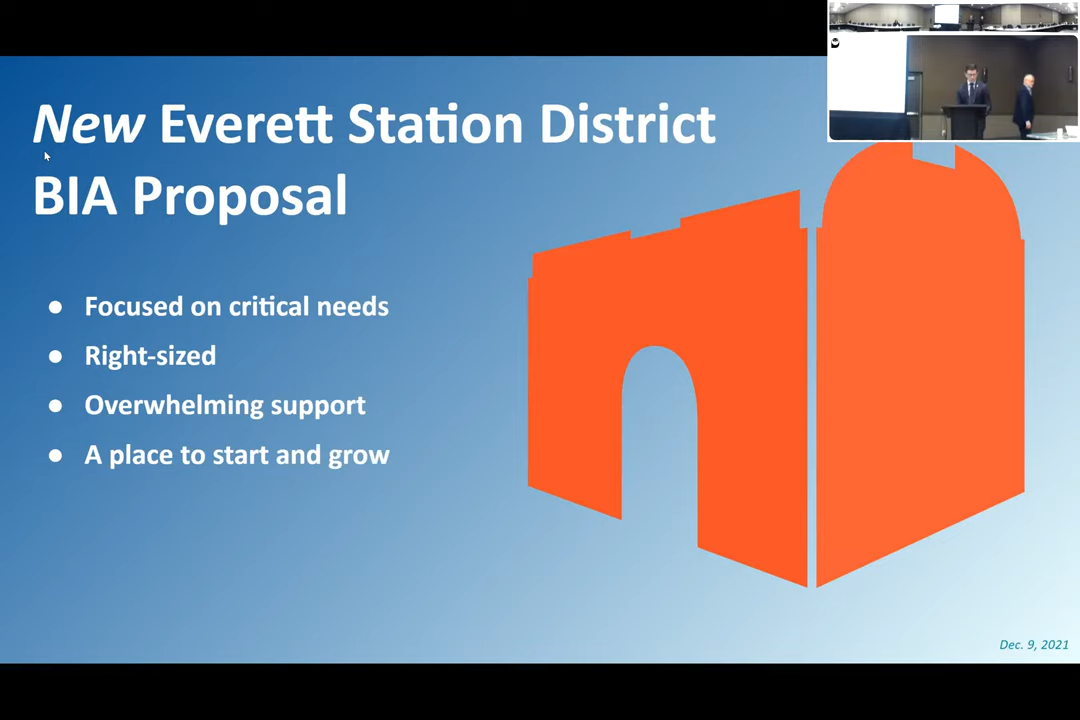 New Everett Station District
BIA Proposal
● Focused on critical needs
● Right-sized
● Overwhelming support
● A place to start and grow
Dec. 9, 2021